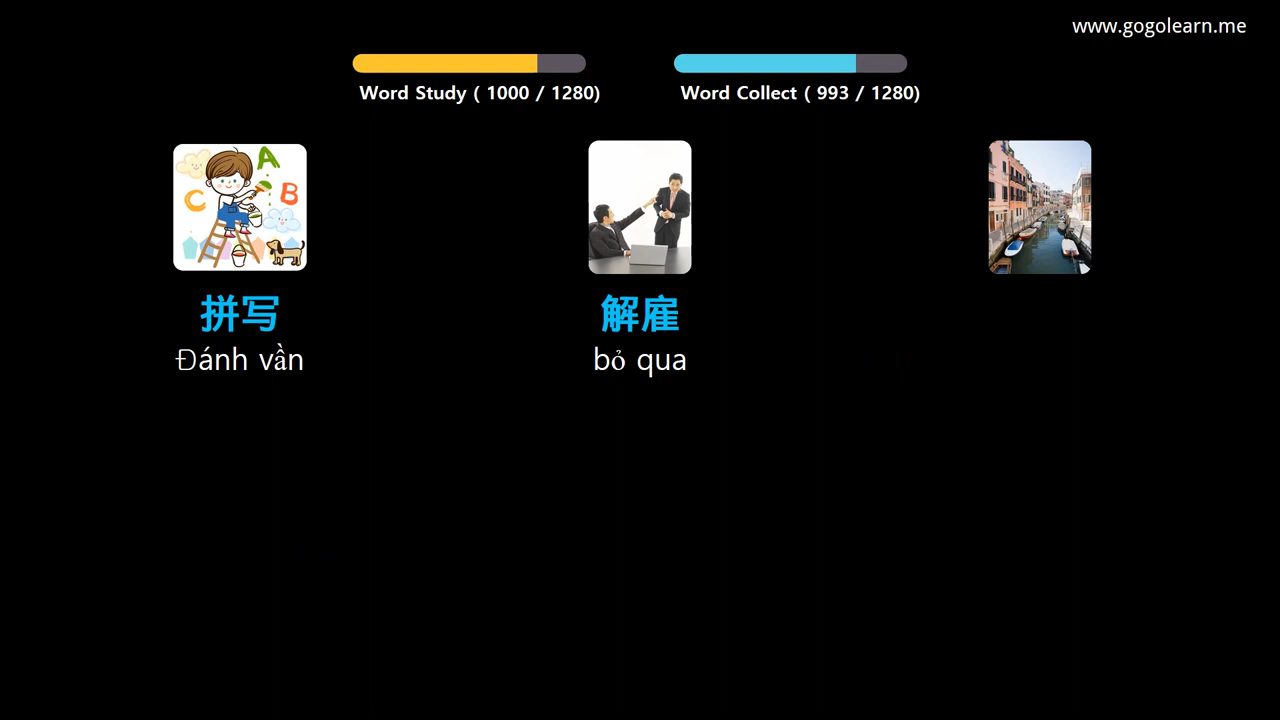 www.gogolearn.me
Word Study ( 1000 / 1280)
Word Collect ( 993 / 1280)
A
B
C
拼写
Đánh vần
解雇
bỏ qua